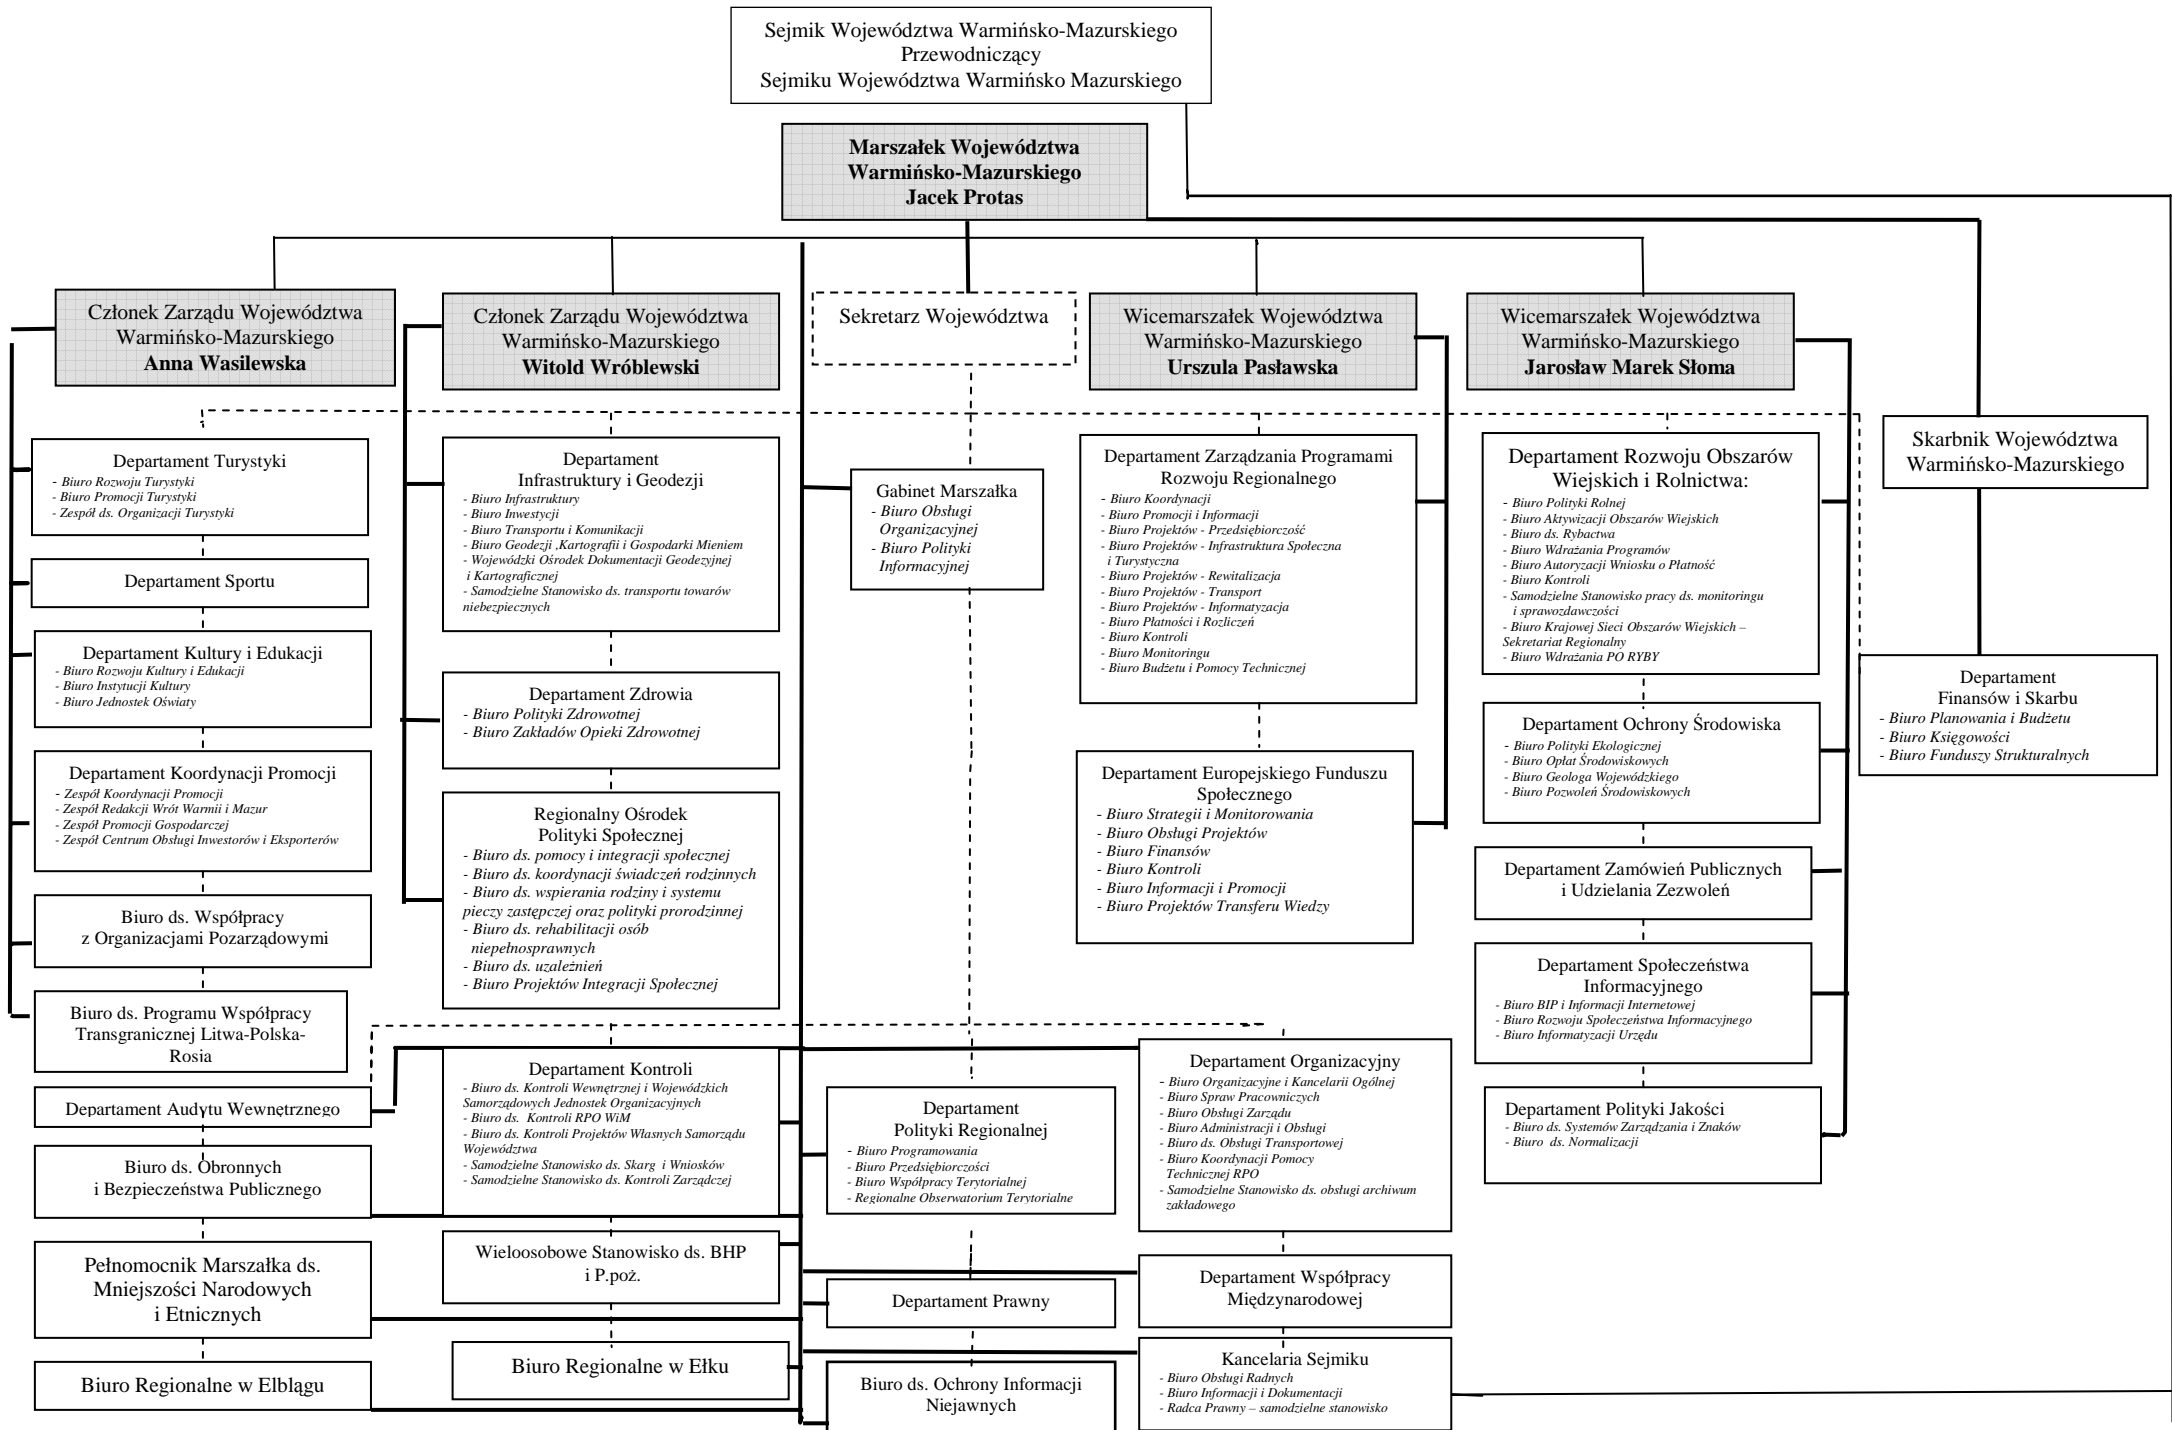 Sejmik Województwa Warmińsko-Mazurskiego
Przewodniczący
Sejmiku Województwa Warmińsko Mazurskiego
Marszałek Województwa
Warmińsko-Mazurskiego
Jacek Protas
Członek Zarządu Województwa
Warmińsko-Mazurskiego
Anna Wasilewska
Członek Zarządu Województwa
Warmińsko-Mazurskiego
Witold Wróblewski
Sekretarz Województwa
Wicemarszałek Województwa
Warmińsko-Mazurskiego
Urszula Pasławska
Wicemarszałek Województwa
Warmińsko-Mazurskiego
Jarosław Marek Słoma
Skarbnik Województwa
Warmińsko-Mazurskiego
Departament Turystyki
- Biuro Rozwoju Turystyki
- Biuro Promocji Turystyki
- Zespół ds. Organizacji Turystyki
Departament Sportu
Departament Kultury i Edukacji
- Biuro Rozwoju Kultury i Edukacji
- Biuro Instytucji Kultury
- Biuro Jednostek Oświaty
Departament Koordynacji Promocji
- Zespół Koordynacji Promocji
- Zespół Redakcji Wrót Warmii i Mazur
- Zespół Promocji Gospodarczej
- Zespół Centrum Obsługi Inwestorów i Eksporterów
Biuro ds. Współpracy
z Organizacjami Pozarządowymi
Biuro ds. Programu Współpracy
Transgranicznej Litwa-Polska-
Rosja
Departament Audytu Wewnętrznego
Biuro ds. Obronnych
i Bezpieczeństwa Publicznego
Pełnomocnik Marszałka ds.
Mniejszości Narodowych
i Etnicznych
Biuro Regionalne w Elblągu
Departament
Infrastruktury i Geodezji
- Biuro Infrastruktury
- Biuro Inwestycji
- Biuro Transportu i Komunikacji
- Biuro Geodezji ,Kartografii i Gospodarki Mieniem
- Wojewódzki Ośrodek Dokumentacji Geodezyjnej
i Kartograficznej
- Samodzielne Stanowisko ds. transportu towarów
niebezpiecznych
Departament Zdrowia
- Biuro Polityki Zdrowotnej
- Biuro Zakładów Opieki Zdrowotnej
Regionalny Ośrodek
Polityki Społecznej
- Biuro ds. pomocy i integracji społecznej
- Biuro ds. koordynacji świadczeń rodzinnych
- Biuro ds. wspierania rodziny i systemu
pieczy zastępczej oraz polityki prorodzinnej
- Biuro ds. rehabilitacji osób
niepełnosprawnych
- Biuro ds. uzależnień
- Biuro Projektów Integracji Społecznej
Departament Kontroli
- Biuro ds. Kontroli Wewnętrznej i Wojewódzkich
Samorządowych Jednostek Organizacyjnych
- Biuro ds. Kontroli RPO WiM
- Biuro ds. Kontroli Projektów Własnych Samorządu
Województwa
- Samodzielne Stanowisko ds. Skarg i Wniosków
- Samodzielne Stanowisko ds. Kontroli Zarządczej
Wieloosobowe Stanowisko ds. BHP
i P.poż.
Biuro Regionalne w Ełku
Gabinet Marszałka
- Biuro Obsługi
Organizacyjnej
- Biuro Polityki
Informacyjnej
Departament
Polityki Regionalnej
- Biuro Programowania
- Biuro Przedsiębiorczości
- Biuro Współpracy Terytorialnej
- Regionalne Obserwatorium Terytorialne
Departament Prawny
Biuro ds. Ochrony Informacji
Niejawnych
Departament Zarządzania Programami
Rozwoju Regionalnego
- Biuro Koordynacji
- Biuro Promocji i Informacji
- Biuro Projektów - Przedsiębiorczość
- Biuro Projektów - Infrastruktura Społeczna
i Turystyczna
- Biuro Projektów - Rewitalizacja
- Biuro Projektów - Transport
- Biuro Projektów - Informatyzacja
- Biuro Płatności i Rozliczeń
- Biuro Kontroli
- Biuro Monitoringu
- Biuro Budżetu i Pomocy Technicznej
Departament Europejskiego Funduszu
Społecznego
- Biuro Strategii i Monitorowania
- Biuro Obsługi Projektów
- Biuro Finansów
- Biuro Kontroli
- Biuro Informacji i Promocji
- Biuro Projektów Transferu Wiedzy
Departament Organizacyjny
- Biuro Organizacyjne i Kancelarii Ogólnej
- Biuro Spraw Pracowniczych
- Biuro Obsługi Zarządu
- Biuro Administracji i Obsługi
- Biuro ds. Obsługi Transportowej
- Biuro Koordynacji Pomocy
Technicznej RPO
- Samodzielne Stanowisko ds. obsługi archiwum
zakładowego
Departament Współpracy
Międzynarodowej
Kancelaria Sejmiku
- Biuro Obsługi Radnych
- Biuro Informacji i Dokumentacji
- Radca Prawny – samodzielne stanowisko
Departament Rozwoju Obszarów
Wiejskich i Rolnictwa:
- Biuro Polityki Rolnej
- Biuro Aktywizacji Obszarów Wiejskich
- Biuro ds. Rybactwa
- Biuro Wdrażania Programów
- Biuro Autoryzacji Wniosku o Płatność
- Biuro Kontroli
- Samodzielne Stanowisko pracy ds. monitoringu
i sprawozdawczości
- Biuro Krajowej Sieci Obszarów Wiejskich –
Sekretariat Regionalny
- Biuro Wdrażania PO RYBY
Departament Ochrony Środowiska
- Biuro Polityki Ekologicznej
- Biuro Opłat Środowiskowych
- Biuro Geologa Wojewódzkiego
- Biuro Pozwoleń Środowiskowych
Departament Zamówień Publicznych
i Udzielania Zezwoleń
Departament Społeczeństwa
Informacyjnego
- Biuro BIP i Informacji Internetowej
- Biuro Rozwoju Społeczeństwa Informacyjnego
- Biuro Informatyzacji Urzędu
Departament Polityki Jakości
- Biuro ds. Systemów Zarządzania i Znaków
- Biuro ds. Normalizacji
Departament
Finansów i Skarbu
- Biuro Planowania i Budżetu
- Biuro Księgowości
- Biuro Funduszy Strukturalnych